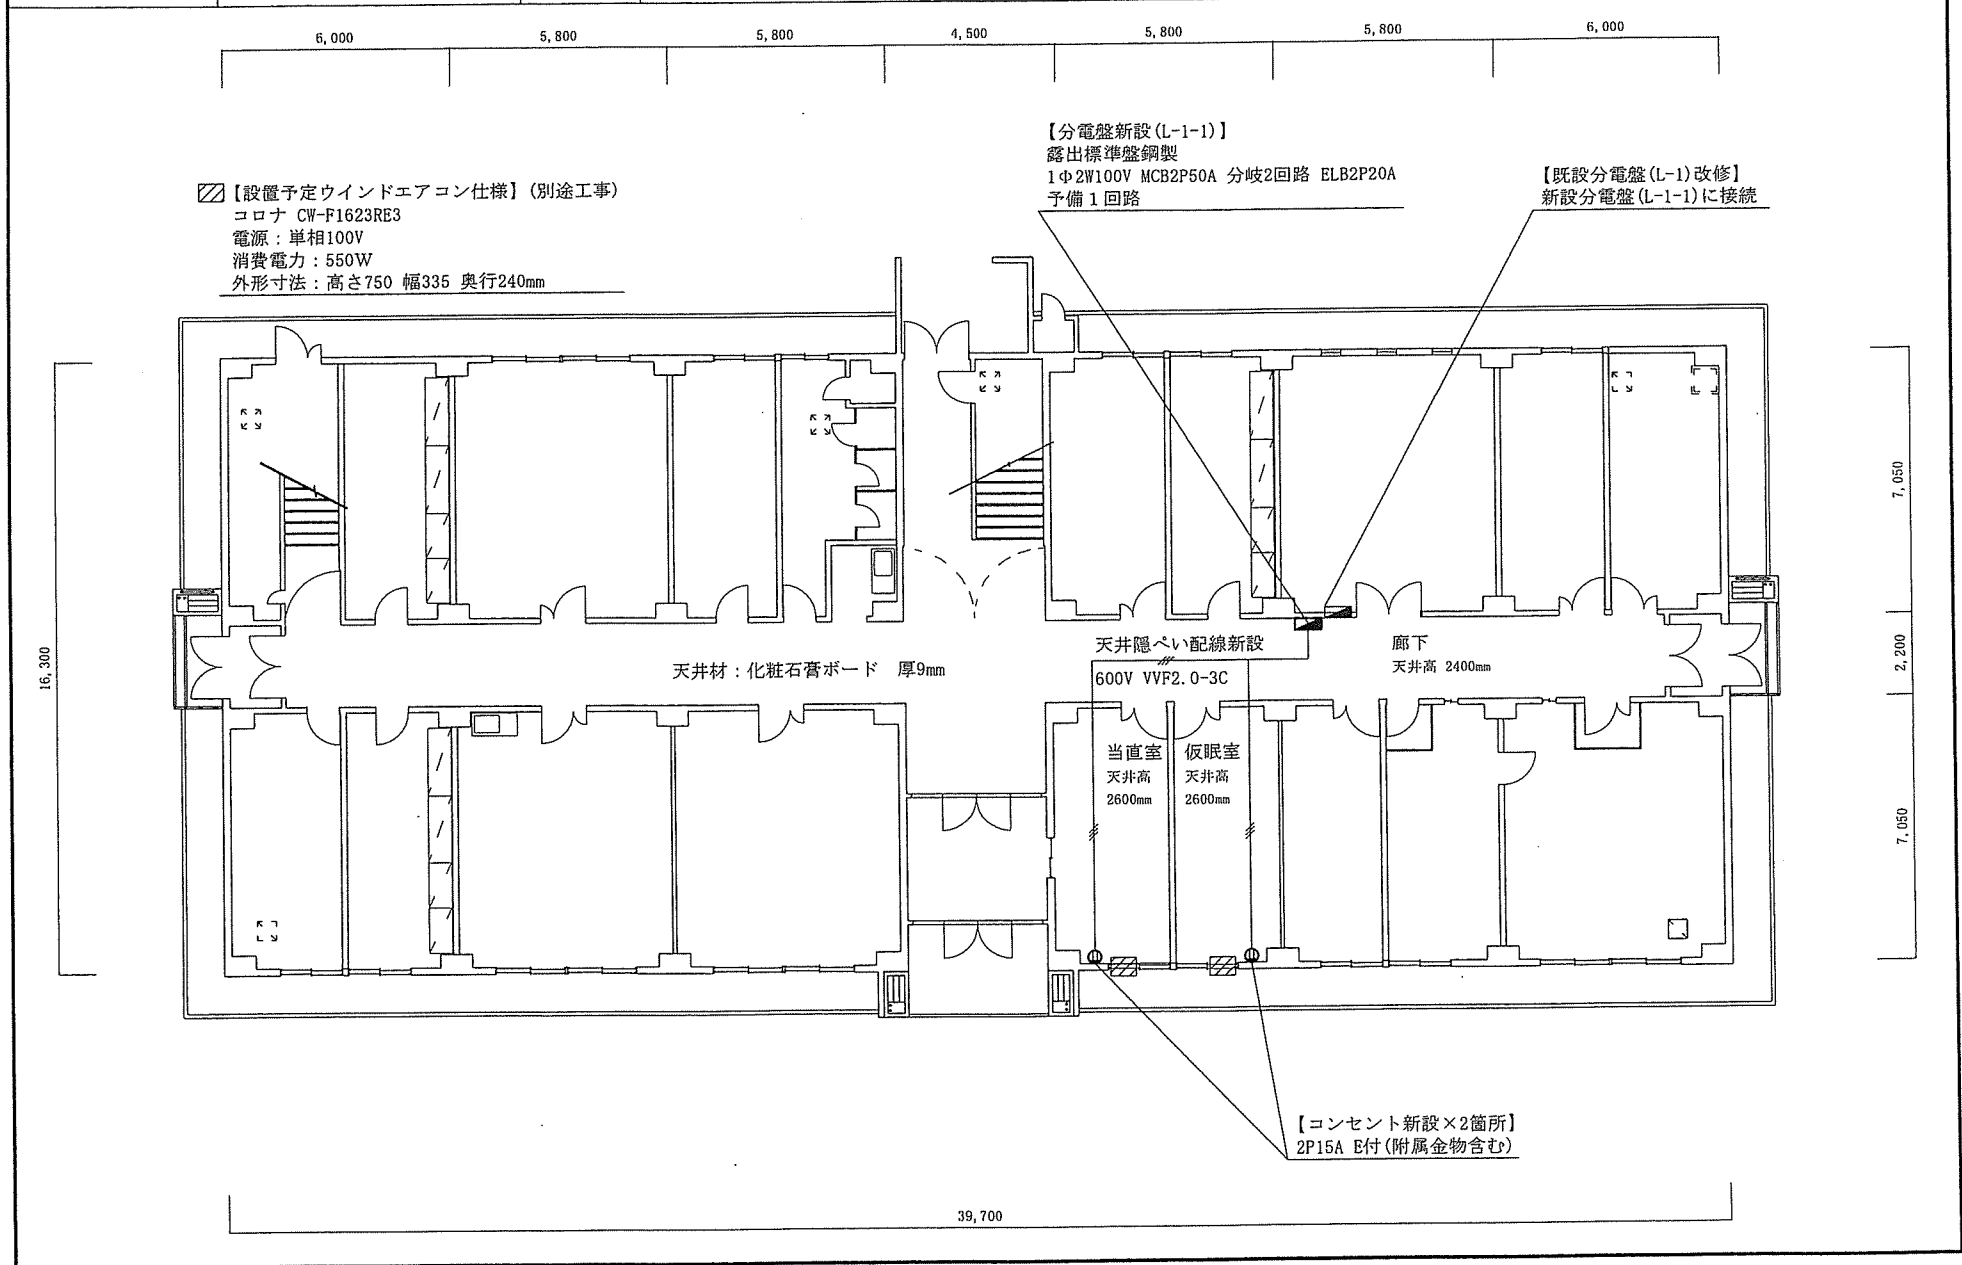 6,000
5,800
5,800
4,500
5,800
5,800
6,000
【分電盤新設(L-1-1)】
露出標準盤鋼製
1Φ2W100V MCB2P50A 分岐2回路 ELB2P20A
予備1回路
【既設分電盤(L-1)改修】
新設分電盤(L-1-1)に接続
【設置予定ウインドエアコン仕様】(別途工事)
コロナ CW-F1623RE3
電源：単相100V
消費電力：550W
外形寸法：高さ750 幅335 奥行240mm
16,300
7,050
2,200
7,050
天井材：化粧石膏ボード 厚9mm
天井隠ぺい配線新設
600V VVF2.0-3C
廊下
天井高 2400mm
当直室
天井高
2600mm
仮眠室
天井高
2600mm
【コンセント新設×2箇所】
2P15A E付(附属金物含む)
39,700